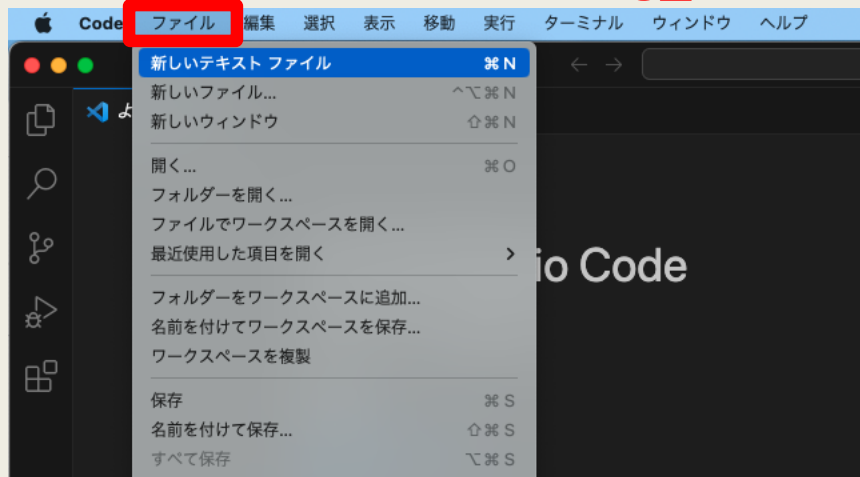 Code ファイル 編集 選択 表示 移動 実行 ターミナル ウィンドウ ヘルプ
新しいテキスト ファイル ⌘ N
新しいファイル... ^⌥⌘ N
新しいウィンドウ ⇧⌘ N
開く... ⌘ O
フォルダーを開く...
ファイルでワークスペースを開く...
最近使用した項目を開く
io Code
フォルダーをワークスペースに追加...
名前を付けてワークスペースを保存...
ワークスペースを複製
保存 ⌘ S
名前を付けて保存... ⇧⌘ S
すべて保存 ⌥⌘ S